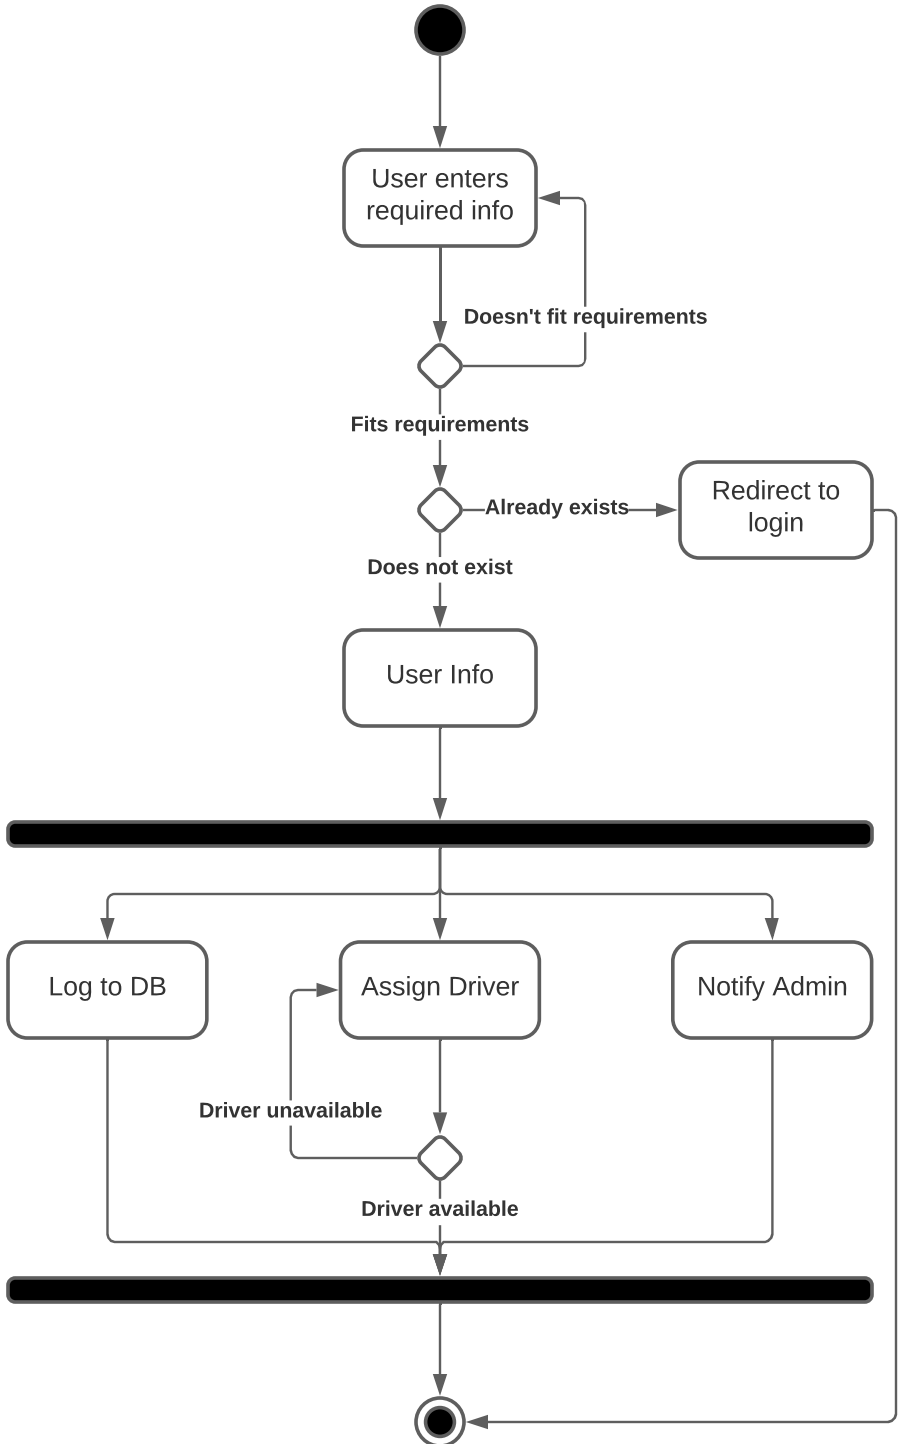 User enters
required info
Doesn't fit requirements
Fits requirements
Already exists
Redirect to
login
Does not exist
User Info
Log to DB
Assign Driver
Notify Admin
Driver unavailable
Driver available